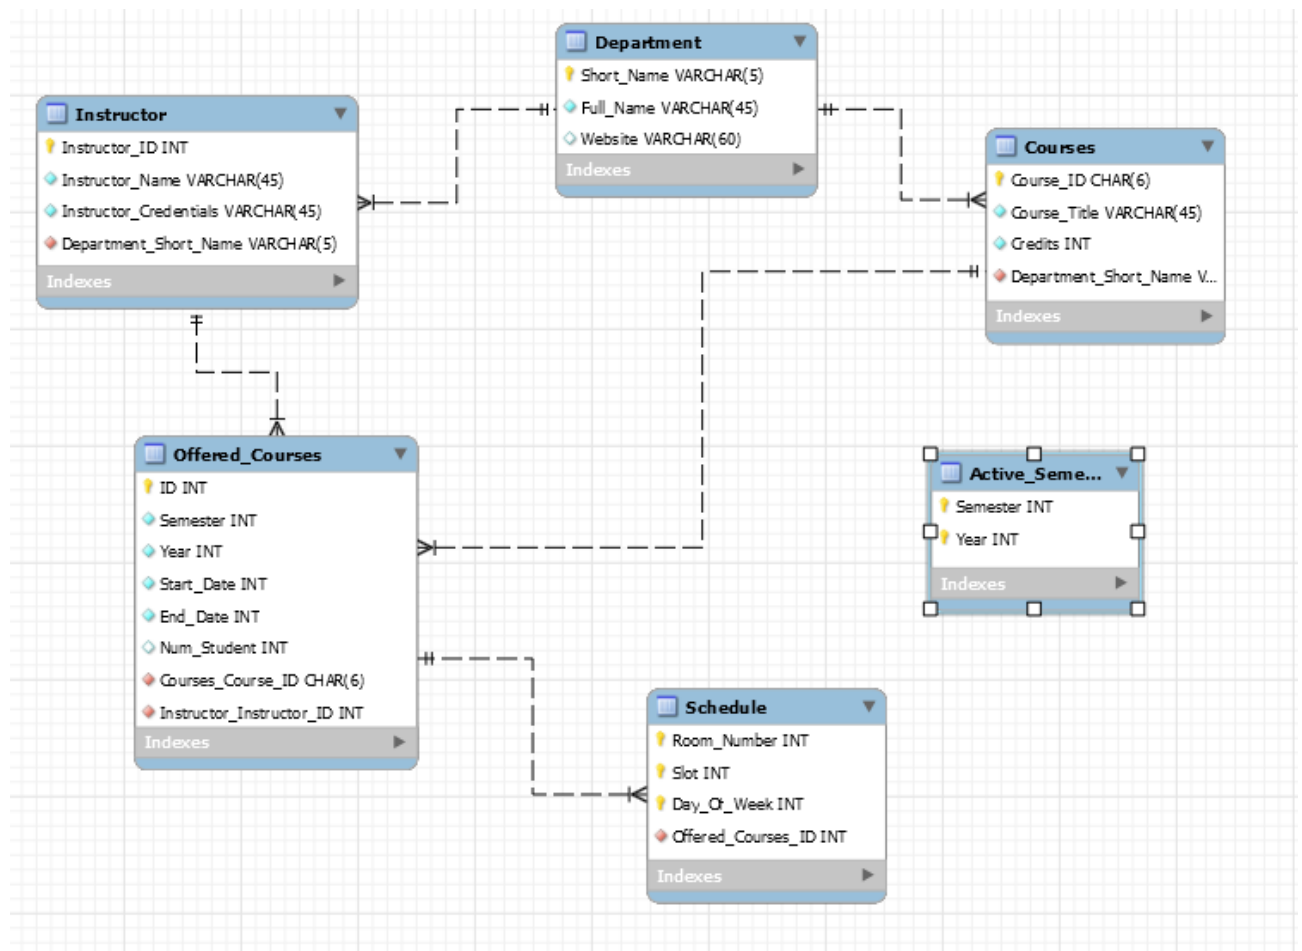 Department
Short_Name VARCHAR(5)
Full_Name VARCHAR(45)
Website VARCHAR(60)
Indexes
Instructor
Instructor_ID INT
Instructor_Name VARCHAR(45)
Instructor_Credentials VARCHAR(45)
Department_Short_Name VARCHAR(5)
Indexes
Courses
Course_ID CHAR(6)
Course_Title VARCHAR(45)
Credits INT
Department_Short_Name V...
Indexes
Offered_Courses
ID INT
Semester INT
Year INT
Start_Date INT
End_Date INT
Num_Student INT
Courses_Course_ID CHAR(6)
Instructor_Instructor_ID INT
Indexes
Active_Seme...
Semester INT
Year INT
Indexes
Schedule
Room_Number INT
Slot INT
Day_Of_Week INT
Offered_Courses_ID INT
Indexes